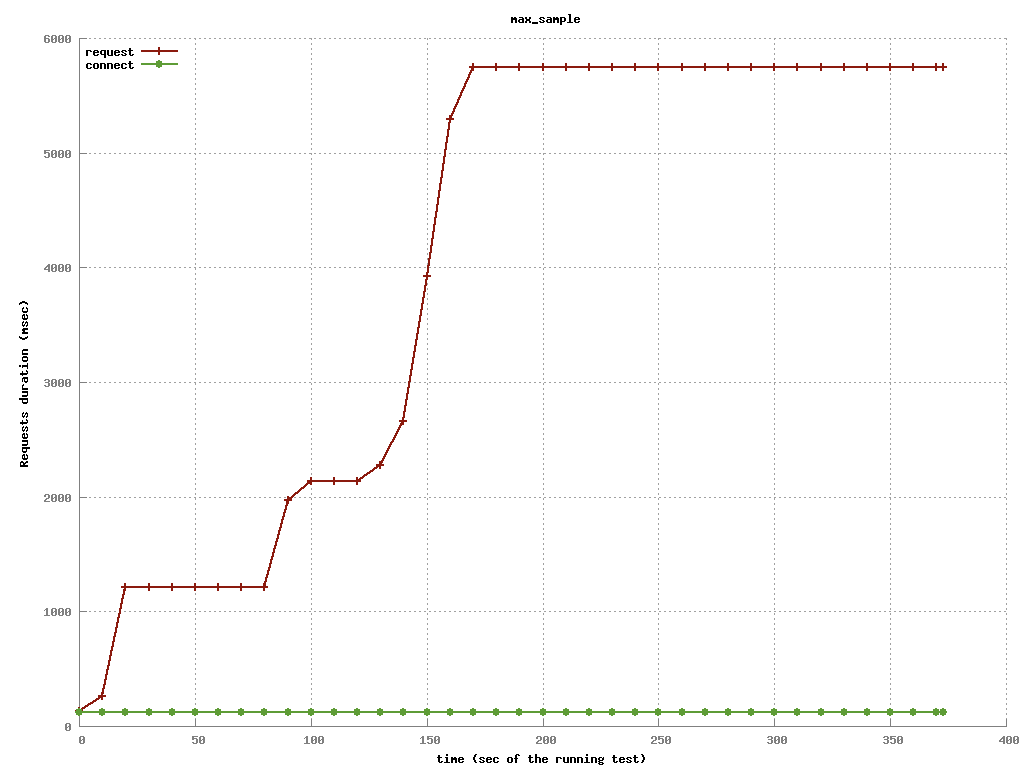 max_sample
request
connect
6000
5000
4000
3000
2000
1000
0
Requests duration (msec)
0 50 100 150 200 250 300 350 400
time (sec of the running test)